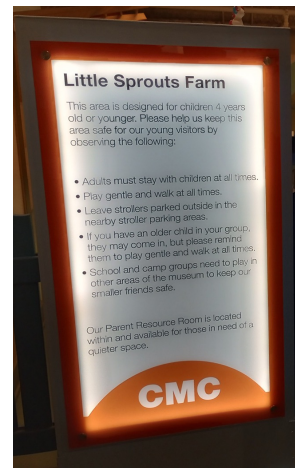 Little Sprouts Farm
This area is designed for children 4 years
old or younger. Please help us keep this
area safe for our young visitors by
observing the following:
• Adults must stay with children at all times.
• Play gentle and walk at all times.
• Leave strollers parked outside in the
nearby stroller parking areas.
• If you have an older child in your group,
they may come in, but please remind
them to play gentle and walk at all times.
• School and camp groups need to play in
other areas of the museum to keep our
smaller friends safe.
Our Parent Resource Room is located
within and available for those in need of a
quieter space.
CMC